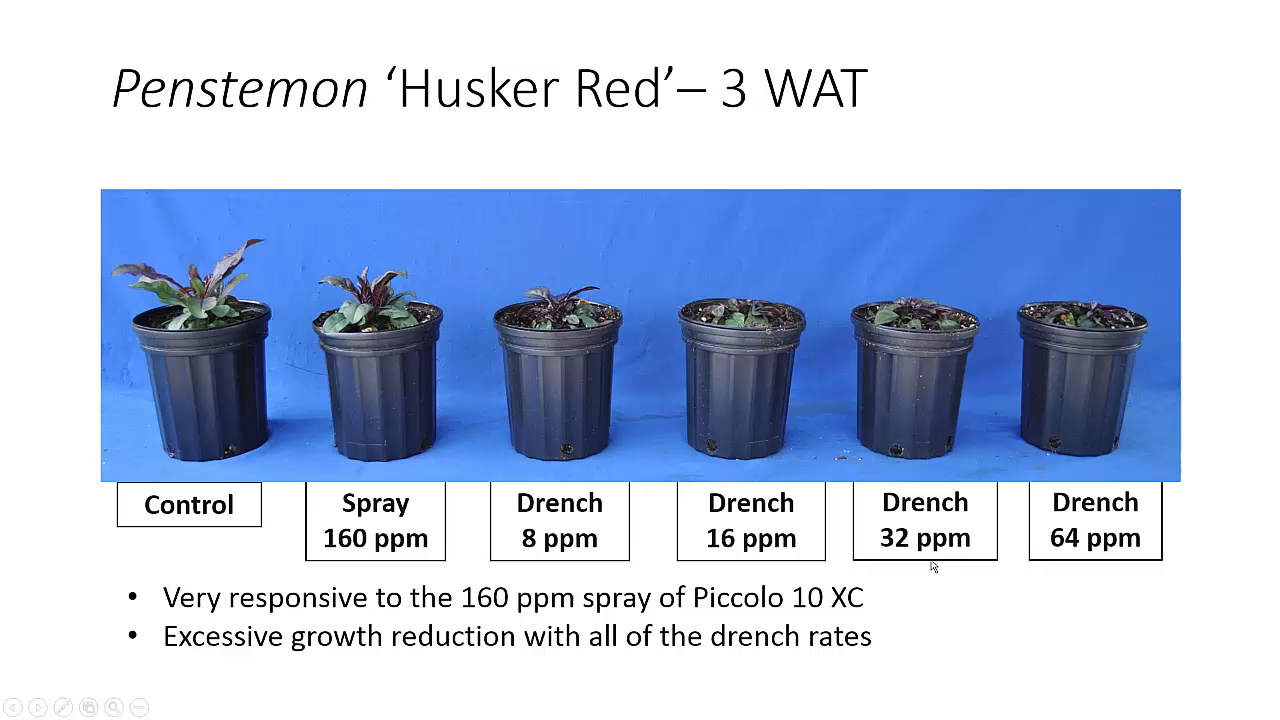 Penstemon ‘Husker Red’– 3 WAT
Control
Spray
160 ppm
Drench
8 ppm
Drench
16 ppm
Drench
32 ppm
Drench
64 ppm
• Very responsive to the 160 ppm spray of Piccolo 10 XC
• Excessive growth reduction with all of the drench rates